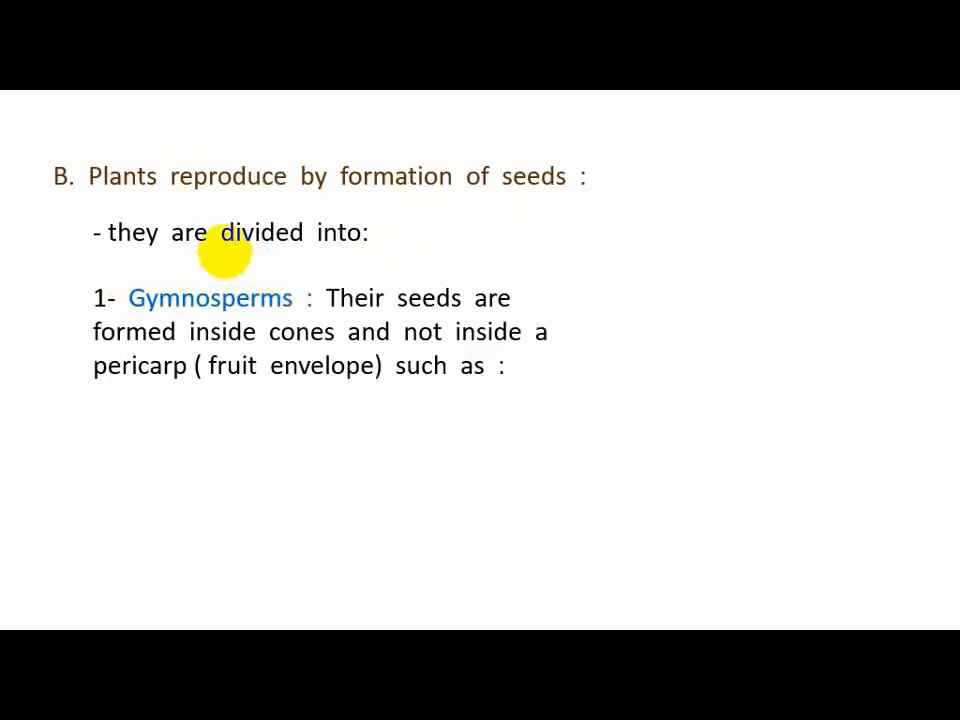 B. Plants reproduce by formation of seeds :
- they are divided into:
1- Gymnosperms : Their seeds are
formed inside cones and not inside a
pericarp ( fruit envelope) such as :